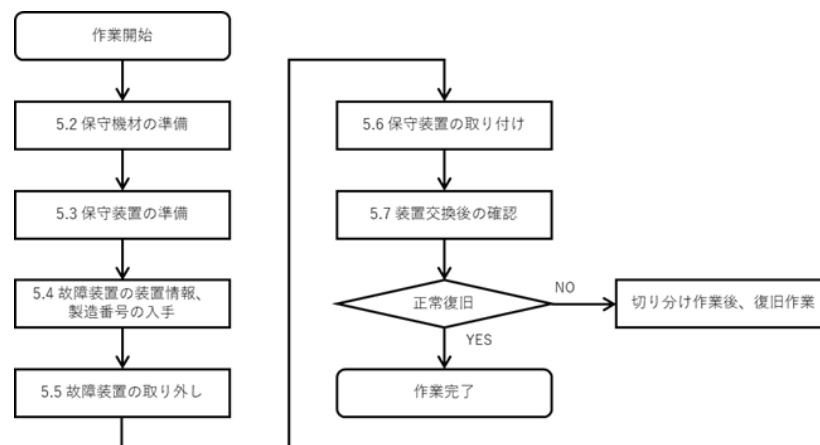 作業開始
5.2 保守機材の準備
5.3 保守装置の準備
5.4 故障装置の装置情報、
製造番号の入手
5.5 故障装置の取り外し
5.6 保守装置の取り付け
5.7 装置交換後の確認
正常復旧
NO
切り分け作業後、復旧作業
YES
作業完了